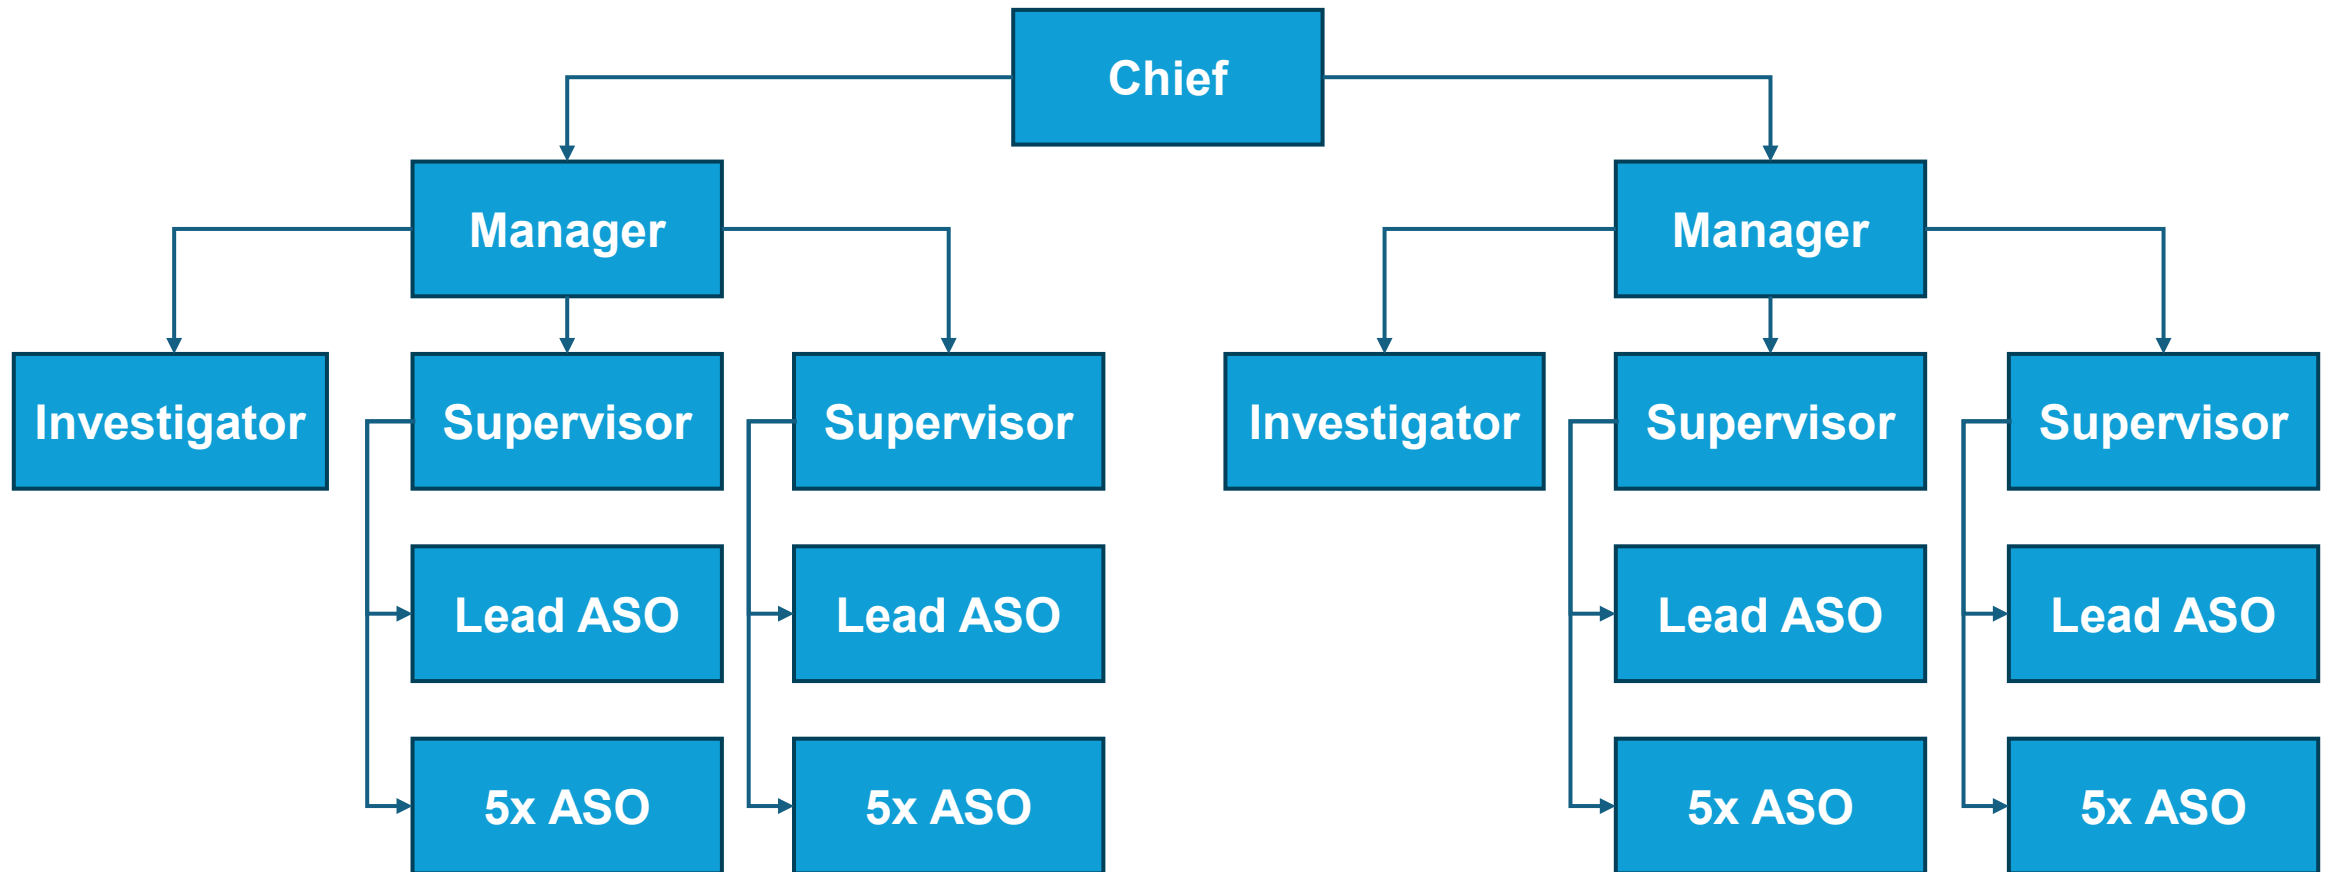 Chief
Manager
Manager
Investigator
Supervisor
Supervisor
Investigator
Supervisor
Supervisor
Lead ASO
Lead ASO
Lead ASO
Lead ASO
5x ASO
5x ASO
5x ASO
5x ASO